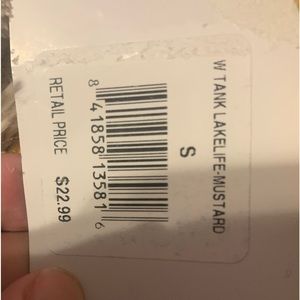 W TANK LAKELIFE-MUSTARD
S
8 41858 13581 6
RETAIL PRICE $22.99